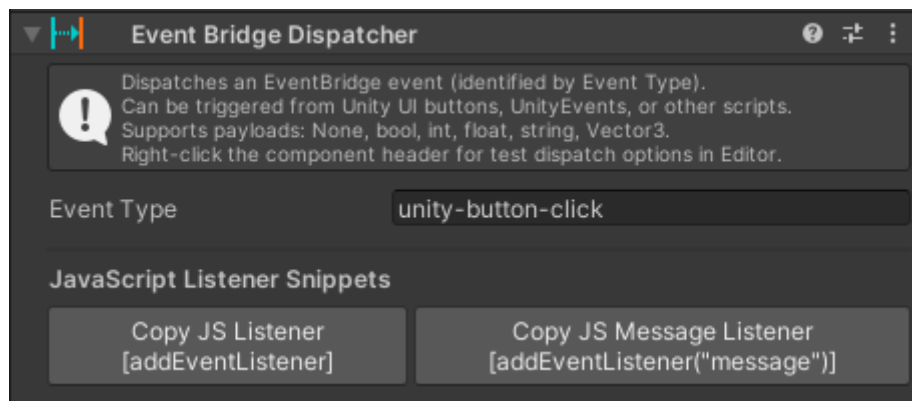 Event Bridge Dispatcher
Dispatches an EventBridge event (identified by Event Type).
Can be triggered from Unity UI buttons, UnityEvents, or other scripts.
Supports payloads: None, bool, int, float, string, Vector3.
Right-click the component header for test dispatch options in Editor.
Event Type
unity-button-click
JavaScript Listener Snippets
Copy JS Listener
[addEventListener]
Copy JS Message Listener
[addEventListener("message")]